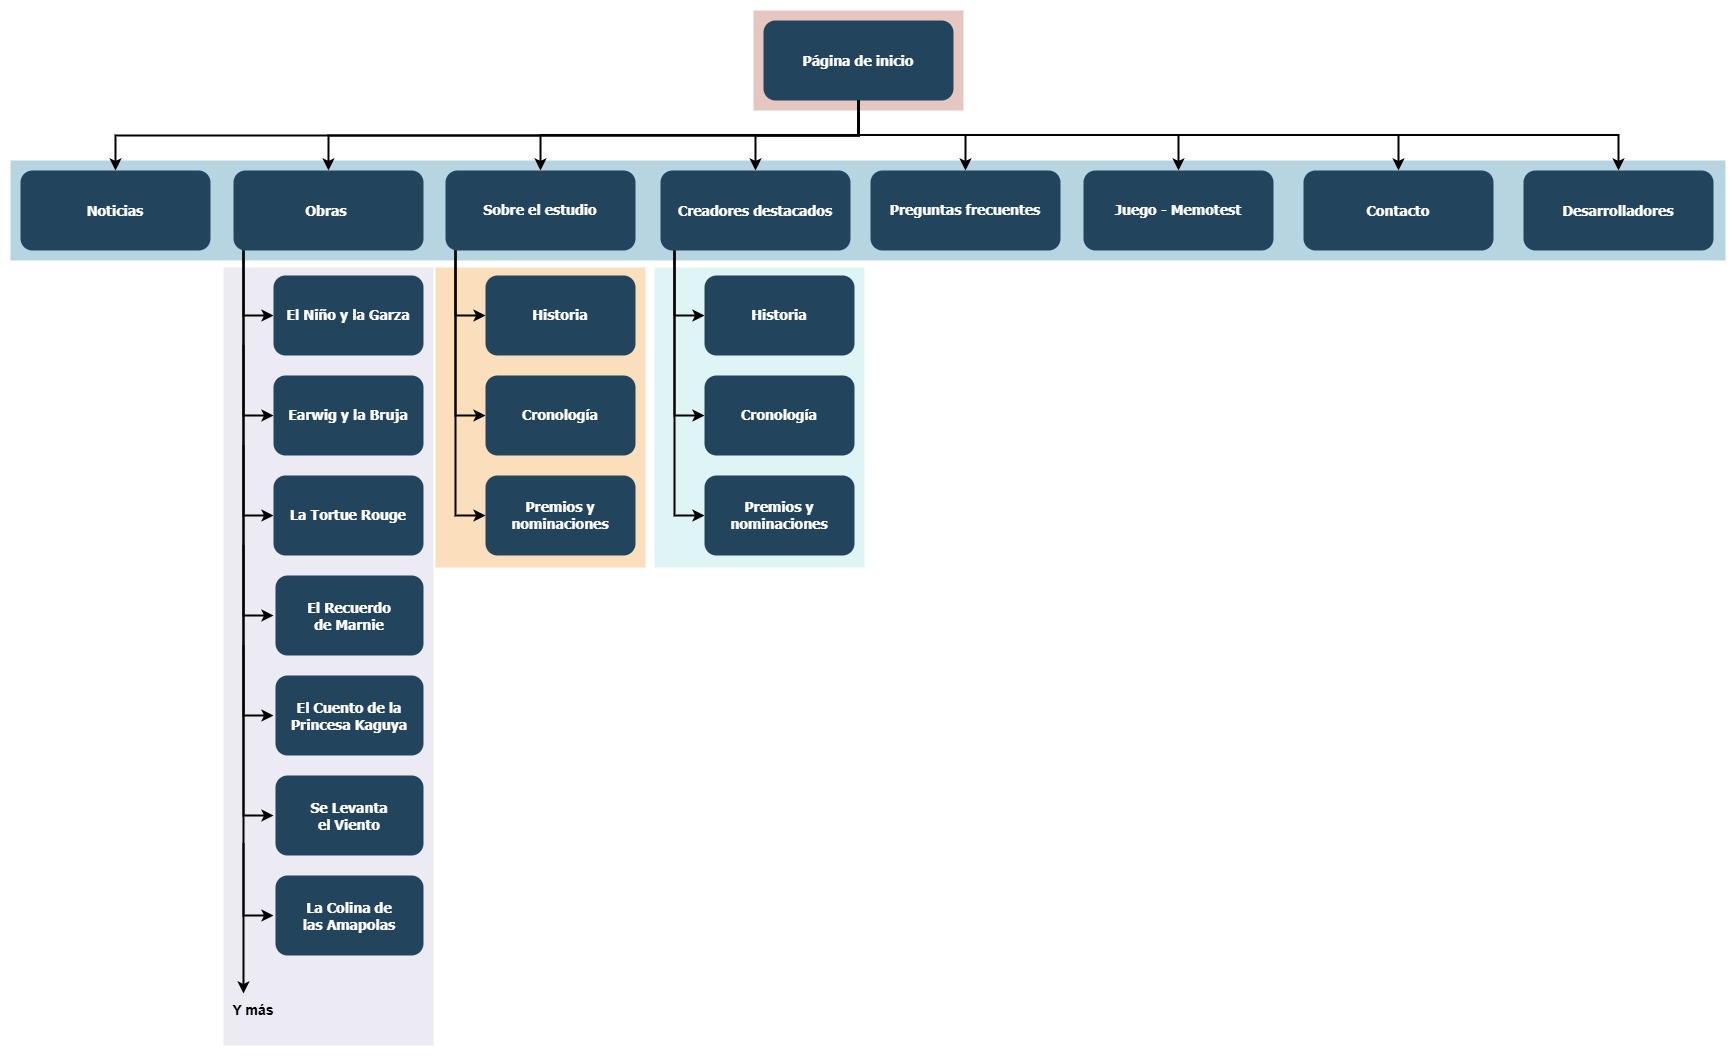 Página de inicio
Noticias
Obras
Sobre el estudio
Creadores destacados
Preguntas frecuentes
Juego - Memotest
Contacto
Desarrolladores
El Niño y la Garza
Earwig y la Bruja
La Tortue Rouge
El Recuerdo
de Marnie
El Cuento de la
Princesa Kaguya
Se Levanta
el Viento
La Colina de
las Amapolas
Y más
Historia
Cronología
Premios y
nominaciones
Historia
Cronología
Premios y
nominaciones